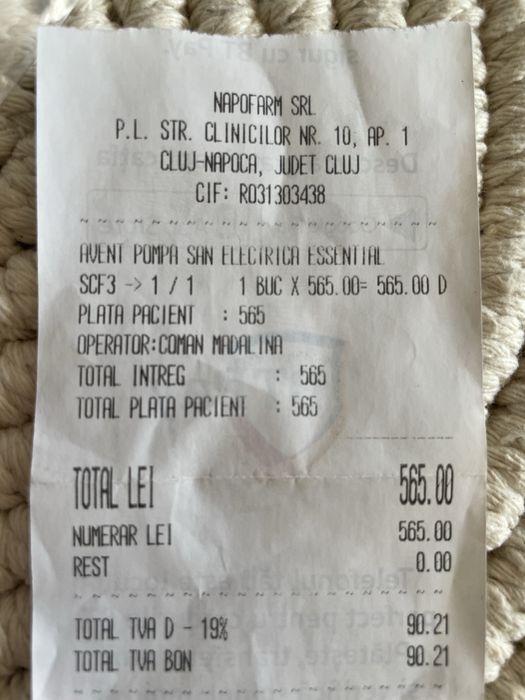 NAPOFARM SRL
P.L. STR. CLINICILOR NR. 10, AP. 1
CLUJ-NAPOCA, JUDET CLUJ
CIF: RO31303438
AVENT POMPA SAN ELECTRICA ESSENTIAL
SCF3 -> 1 / 1 1 BUC X 565.00= 565.00 D
PLATA PACIENT : 565
OPERATOR:COMAN MADALINA
TOTAL INTREG : 565
TOTAL PLATA PACIENT : 565
TOTAL LEI 565.00
NUMERAR LEI 565.00
REST 0.00
TOTAL TVA D - 19% 90.21
TOTAL TVA BON 90.21